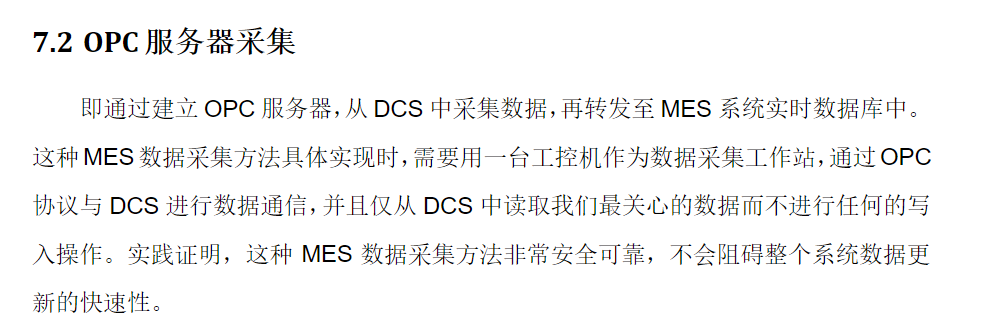 7.2 OPC 服务器采集
即通过建立 OPC 服务器，从 DCS 中采集数据，再转发至 MES 系统实时数据库中。
这种 MES 数据采集方法具体实现时，需要用一台工控机作为数据采集工作站，通过 OPC
协议与 DCS 进行数据通信，并且仅从 DCS 中读取我们最关心的数据而不进行任何的写
入操作。实践证明，这种 MES 数据采集方法非常安全可靠，不会阻碍整个系统数据更
新的快速性。